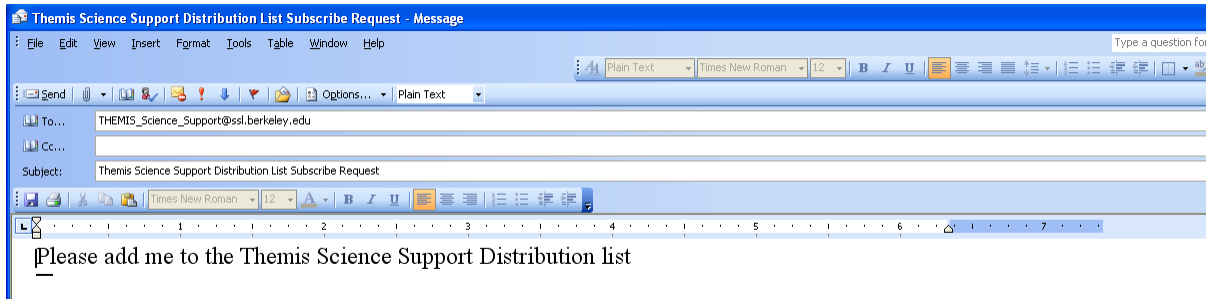 Themis Science Support Distribution List Subscribe Request - Message
File Edit View Insert Format Tools Table Window Help
Type a question for
Plain Text Times New Roman 12 B I U ab
Send Options... Plain Text
To... THEMIS_Science_Support@ssl.berkeley.edu
Cc...
Subject: Themis Science Support Distribution List Subscribe Request
Times New Roman 12 A B I U
1 2 3 4 5 6 7
Please add me to the Themis Science Support Distribution list